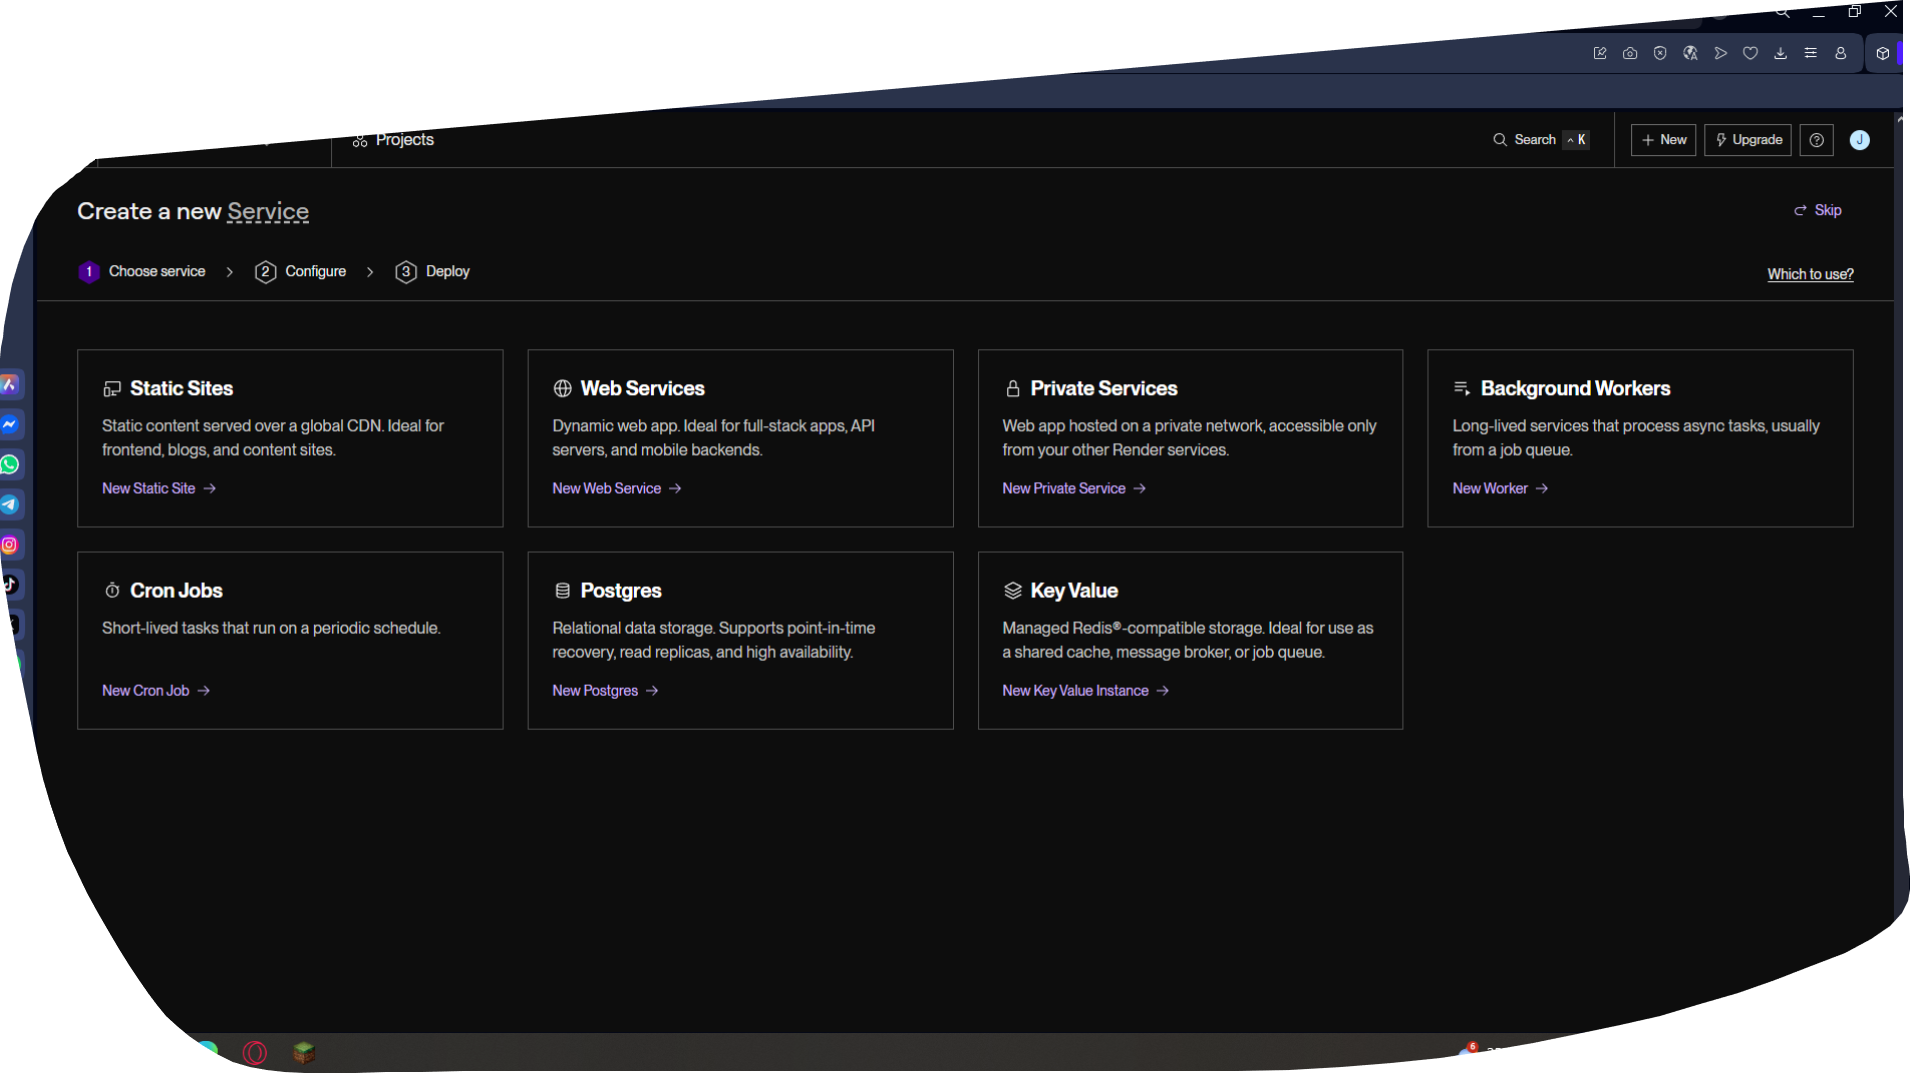 Projects
Search ^ K
+ New
Upgrade
J
Create a new Service
Skip
1 Choose service > 2 Configure > 3 Deploy
Which to use?
Static Sites
Static content served over a global CDN. Ideal for
frontend, blogs, and content sites.
New Static Site →
Web Services
Dynamic web app. Ideal for full-stack apps, API
servers, and mobile backends.
New Web Service →
Private Services
Web app hosted on a private network, accessible only
from your other Render services.
New Private Service →
Background Workers
Long-lived services that process async tasks, usually
from a job queue.
New Worker →
Cron Jobs
Short-lived tasks that run on a periodic schedule.
New Cron Job →
Postgres
Relational data storage. Supports point-in-time
recovery, read replicas, and high availability.
New Postgres →
Key Value
Managed Redis®-compatible storage. Ideal for use as
a shared cache, message broker, or job queue.
New Key Value Instance →
6